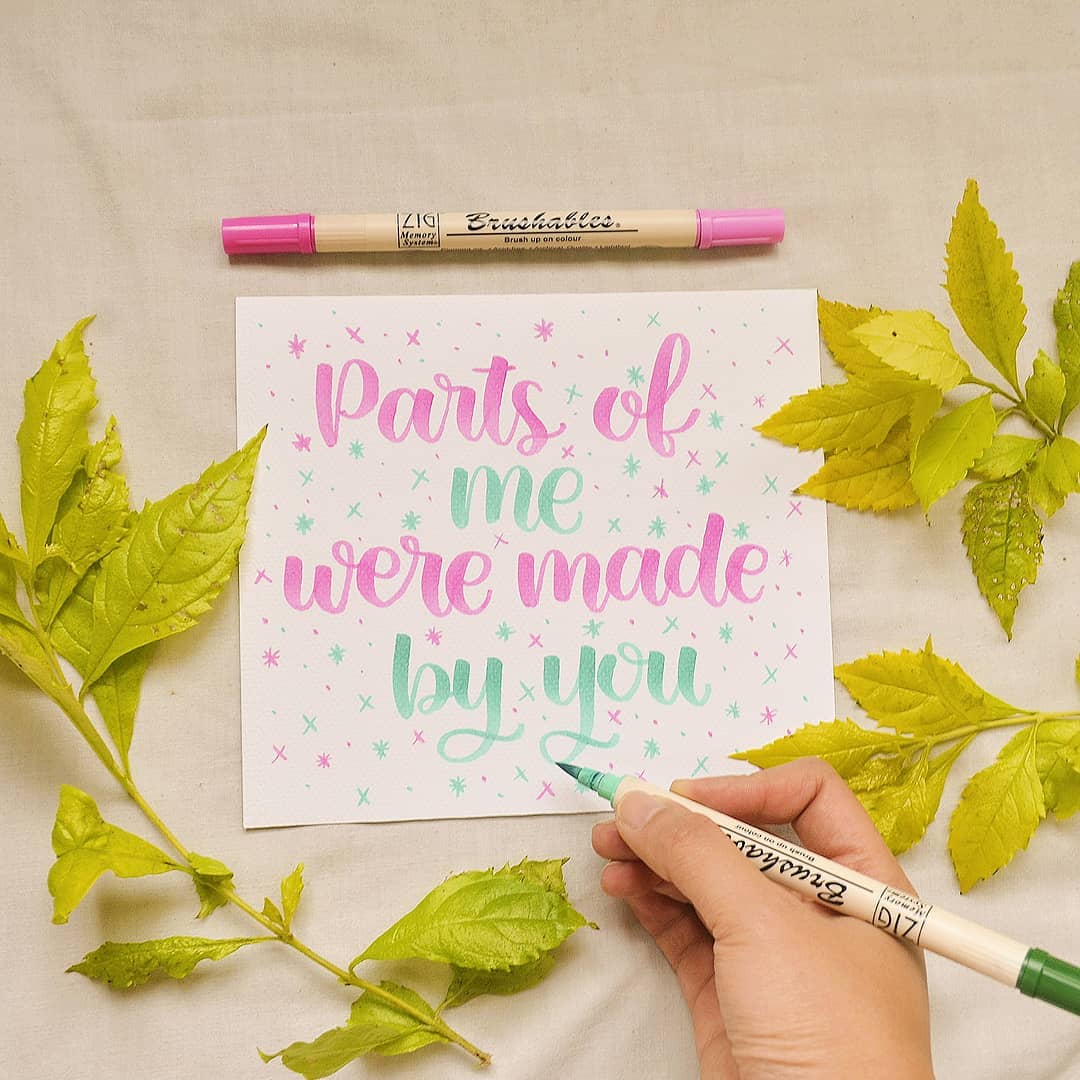 ZIG
Memory
System®
Brushables®
Brush up on colour
Parts of
me
were made
by you
Brushab
Brush up on colour
ZIG
Memory
System®